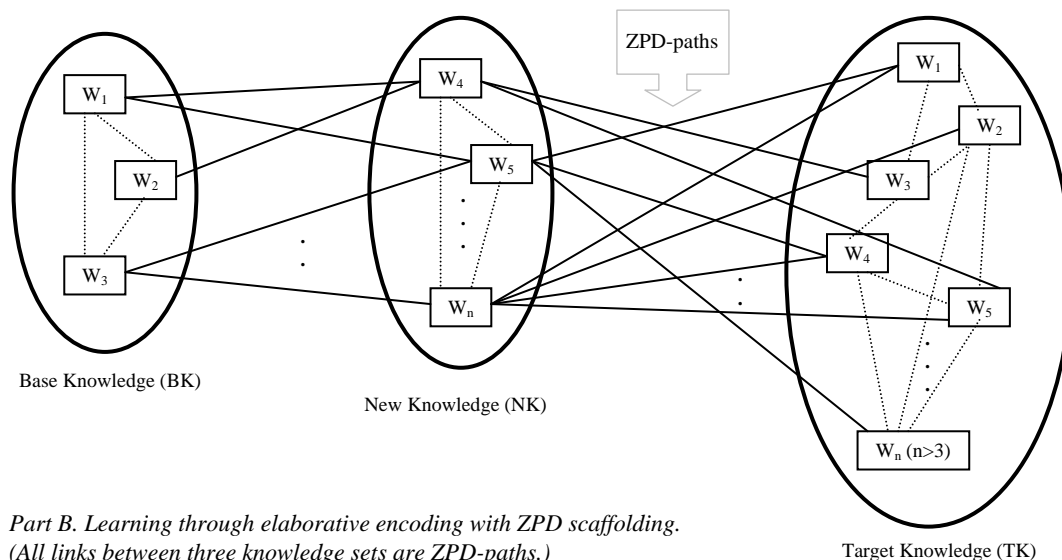 ZPD-paths
W₁
W₂
W₃
Base Knowledge (BK)
W₄
W₅
Wₙ
New Knowledge (NK)
W₁
W₂
W₃
W₄
W₅
Wₙ (n>3)
Target Knowledge (TK)
Part B. Learning through elaborative encoding with ZPD scaffolding.
(All links between three knowledge sets are ZPD-paths.)